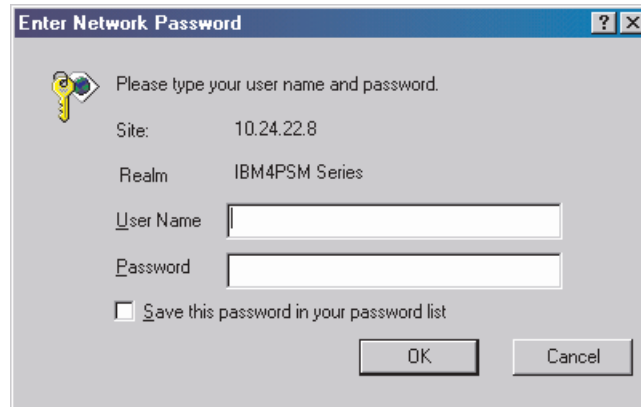 Enter Network Password
? X
Please type your user name and password.
Site: 10.24.22.8
Realm IBM4PSM Series
User Name
Password
Save this password in your password list
OK Cancel